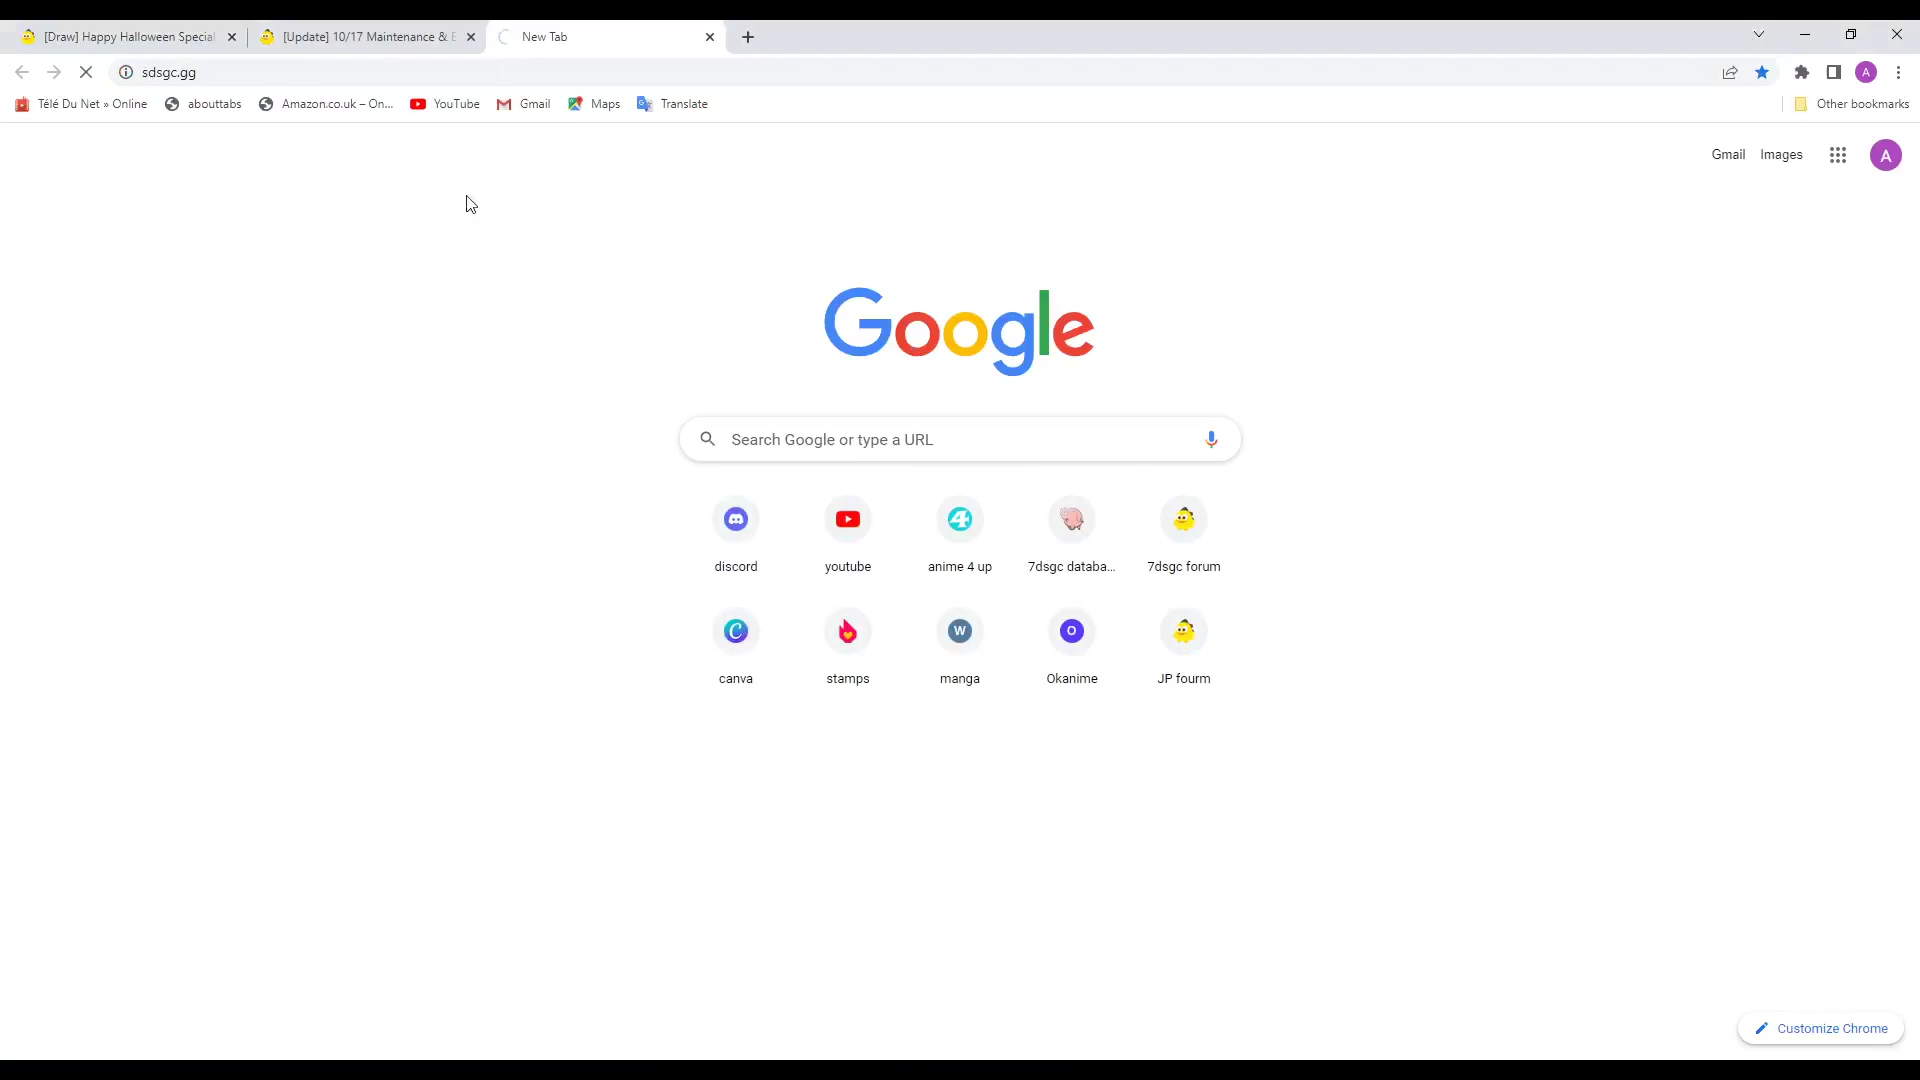 [Draw] Happy Halloween Special
[Update] 10/17 Maintenance & E
New Tab
sdsgc.gg
A
Télé Du Net » Online
abouttabs
Amazon.co.uk – On...
YouTube
Gmail
Maps
Translate
Other bookmarks
Gmail
Images
A
Google
Search Google or type a URL
discord
youtube
4
anime 4 up
7dsgc databa...
7dsgc forum
C
canva
stamps
W
manga
O
Okanime
JP fourm
Customize Chrome